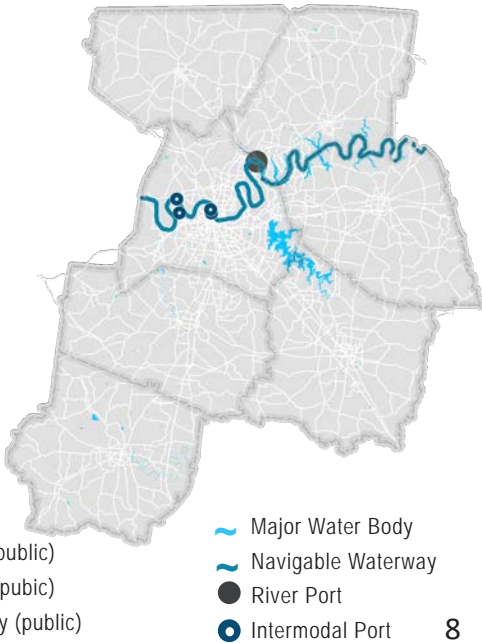 public)
pubic)
y (public)
Major Water Body
Navigable Waterway
River Port
Intermodal Port
8